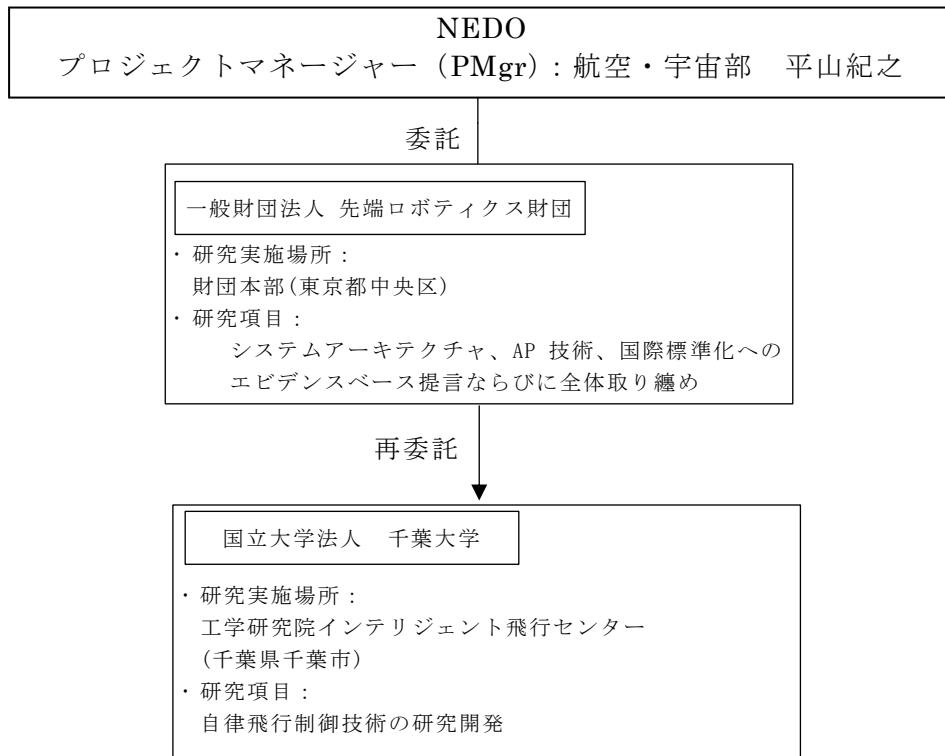 NEDO
プロジェクトマネージャー（PMgr）：航空・宇宙部　平山紀之
委託
一般財団法人 先端ロボティクス財団
・研究実施場所：
財団本部(東京都中央区)
・研究項目：
システムアーキテクチャ、AP 技術、国際標準化への
エビデンスベース提言ならびに全体取り纏め
再委託
国立大学法人　千葉大学
・研究実施場所：
工学研究院インテリジェント飛行センター
(千葉県千葉市)
・研究項目：
自律飛行制御技術の研究開発